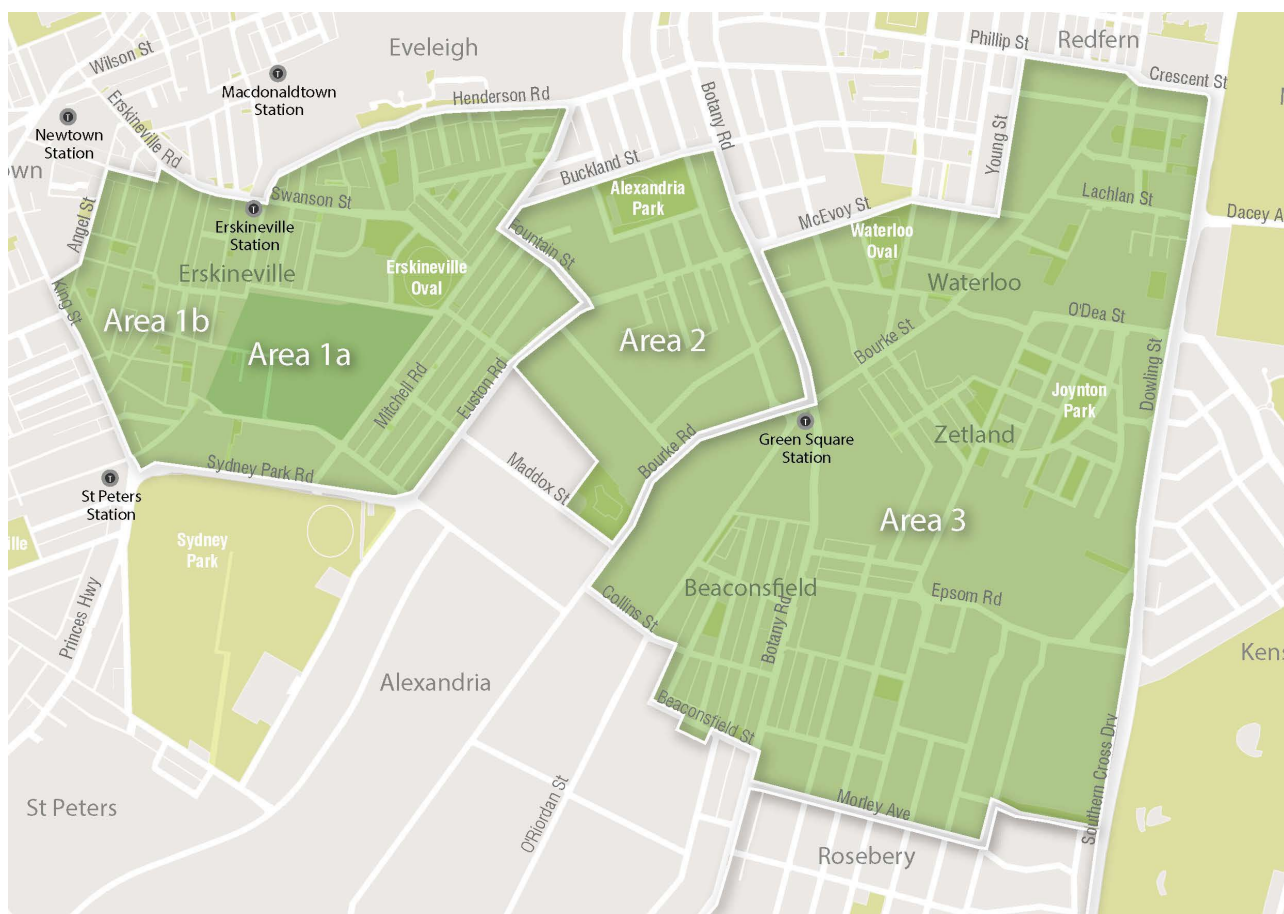 Phillip St
Redfern
Eveleigh
Wilson St
Crescent St
Macdonaldtown
Station
Henderson Rd
Botany Rd
Erskineville Rd
Newtown
Station
Young St
own
Buckland St
Alexandria
Park
Swanson St
Lachlan St
Angel St
McEvoy St
Dacey A
Erskineville
Station
Fountain St
Waterloo
Oval
Erskineville
Erskineville
Oval
Waterloo
King St
Area 1b
O'Dea St
Area 2
Bourke St
Area 1a
Dowling St
Mitchell Rd
Euston Rd
Joynton
Park
Zetland
Green Square
Station
Bourke Rd
Sydney Park Rd
Maddox St
St Peters
Station
Area 3
Sydney
Park
ille
Beaconsfield
Epsom Rd
Collins St
Princes Hwy
Botany Rd
Kens
Alexandria
Beaconsfield St
Southern Cross Drv
St Peters
Morley Ave
O'Riordan St
Rosebery